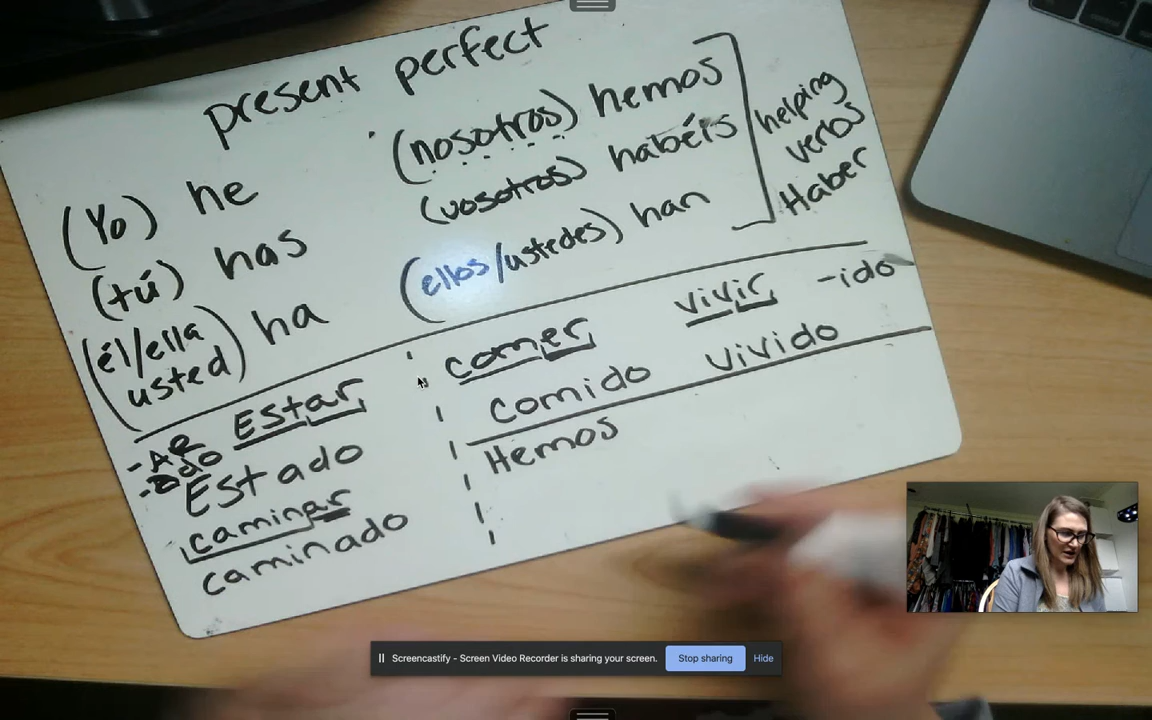 present perfect
(Yo) he
(tú) has
(él/ella
usted) ha
(nosotros) hemos
(vosotros) habéis
(ellos/ustedes) han
helping
verbs
Haber
-AR
Estar
Estado
caminar
caminado
comer
comido
Hemos
vivir -ido
vivido
Screencastify - Screen Video Recorder is sharing your screen.
Stop sharing
Hide